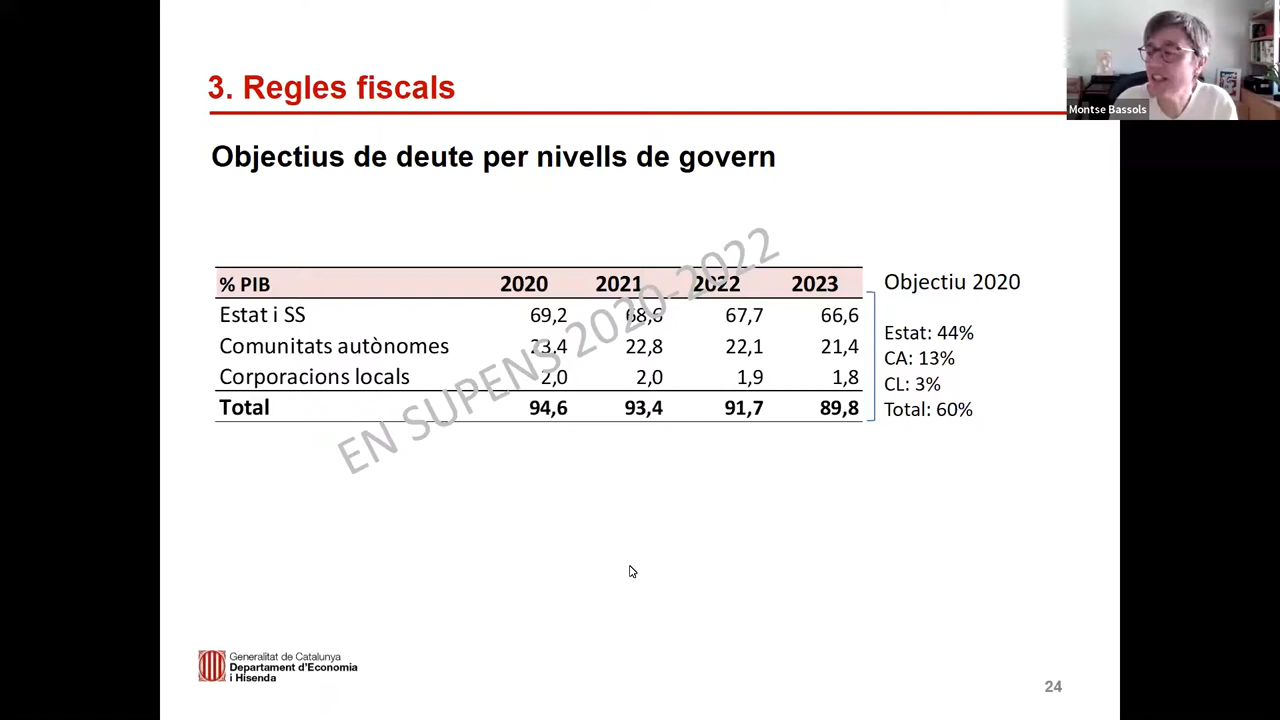 3. Regles fiscals
Montse Bassols
Objectius de deute per nivells de govern
EN SUPENS 2020-2022
% PIB 2020 2021 2022 2023
Estat i SS 69,2 68,6 67,7 66,6
Comunitats autònomes 23,4 22,8 22,1 21,4
Corporacions locals 2,0 2,0 1,9 1,8
Total 94,6 93,4 91,7 89,8
Objectiu 2020
Estat: 44%
CA: 13%
CL: 3%
Total: 60%
Generalitat de Catalunya
Departament d'Economia
i Hisenda
24